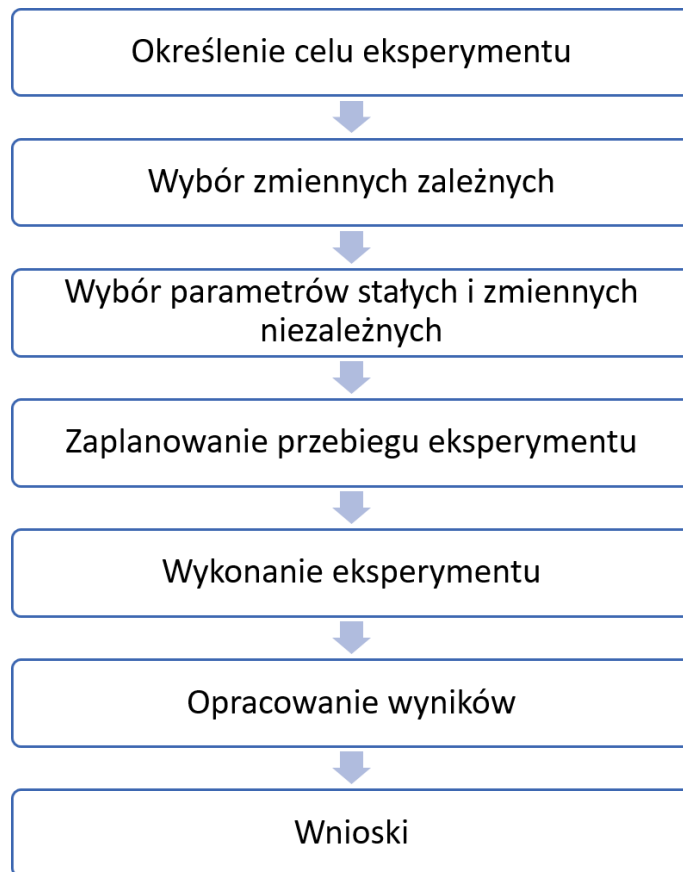 Określenie celu eksperymentu
Wybór zmiennych zależnych
Wybór parametrów stałych i zmiennych
niezależnych
Zaplanowanie przebiegu eksperymentu
Wykonanie eksperymentu
Opracowanie wyników
Wnioski